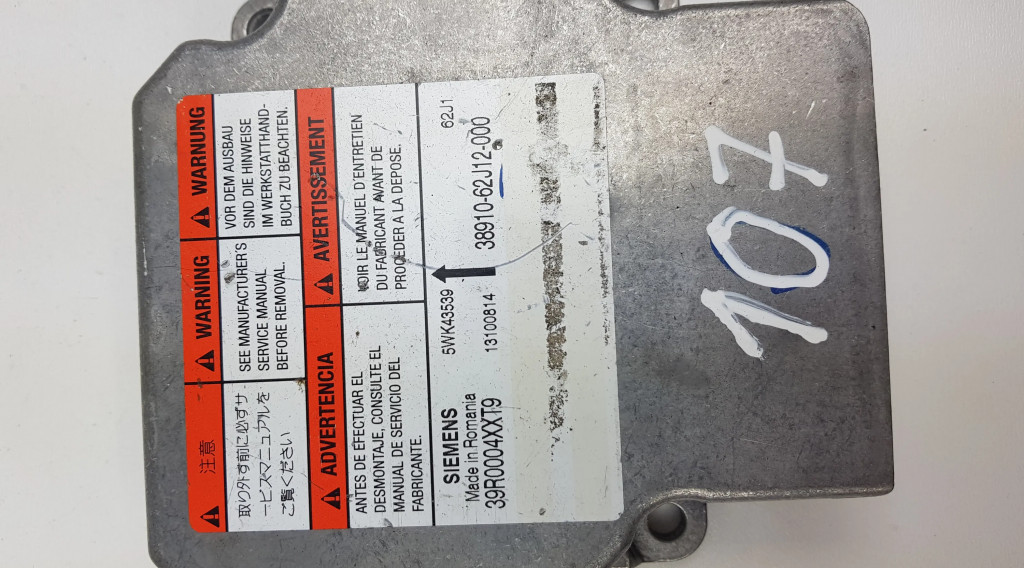 注意
取り外す前に必ずサ-
ービスマニュアルを
ご覧ください
WARNING
SEE MANUFACTURER'S
SERVICE MANUAL
BEFORE REMOVAL.
WARNUNG
VOR DEM AUSBAU
SIND DIE HINWEISE
IM WERKSTATTHAND-
BUCH ZU BEACHTEN.
ADVERTENCIA
ANTES DE EFECTUAR EL
DESMONTAJE, CONSULTE EL
MANUAL DE SERVICIO DEL
FABRICANTE.
AVERTISSEMENT
VOIR LE MANUEL D'ENTRETIEN
DU FABRICANT AVANT DE
PROCEDER A LA DEPOSE.
SIEMENS 5WK43539 62J1
Made in Romania
39R0004XXT9 13100814 38910-62J12-000
107